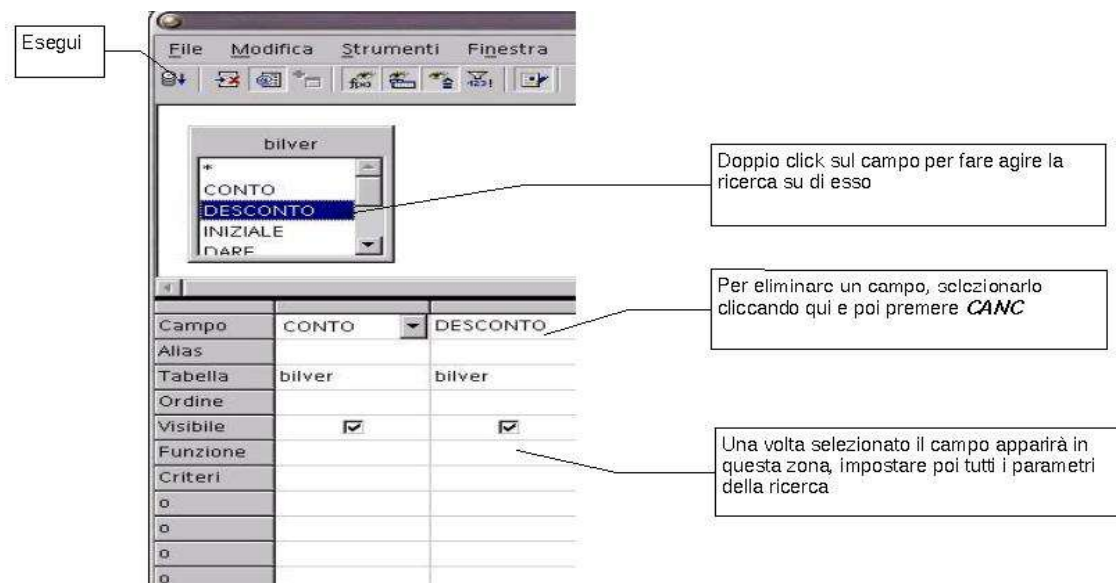 Esegui
File Modifica Strumenti Finestra
bilver
*
CONTO
DESCONTO
INIZIALE
DARE
Doppio click sul campo per fare agire la
ricerca su di esso
Per eliminare un campo, selezionarlo
cliccando qui e poi premere CANC
Campo CONTO DESCONTO
Alias
Tabella bilver bilver
Ordine
Visibile
Funzione
Criteri
o
o
o
o
Una volta selezionato il campo apparirà in
questa zona, impostare poi tutti i parametri
della ricerca